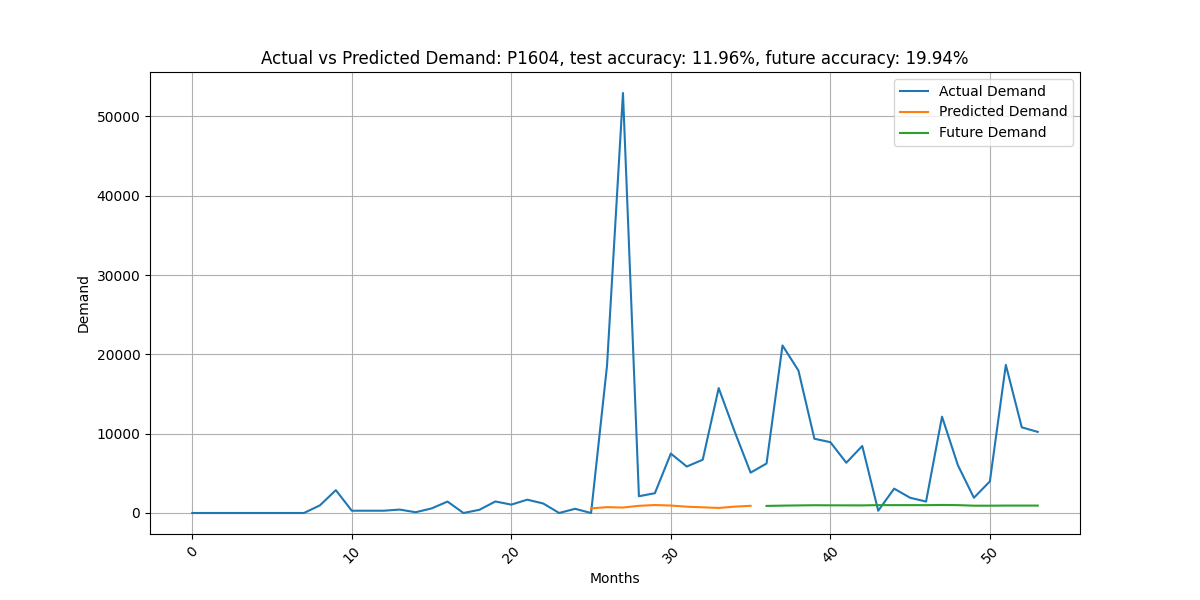 Actual vs Predicted Demand: P1604, test accuracy: 11.96%, future accuracy: 19.94%
Actual Demand
Predicted Demand
Future Demand
50000
40000
30000
20000
10000
0
Demand
0
10
20
30
40
50
Months